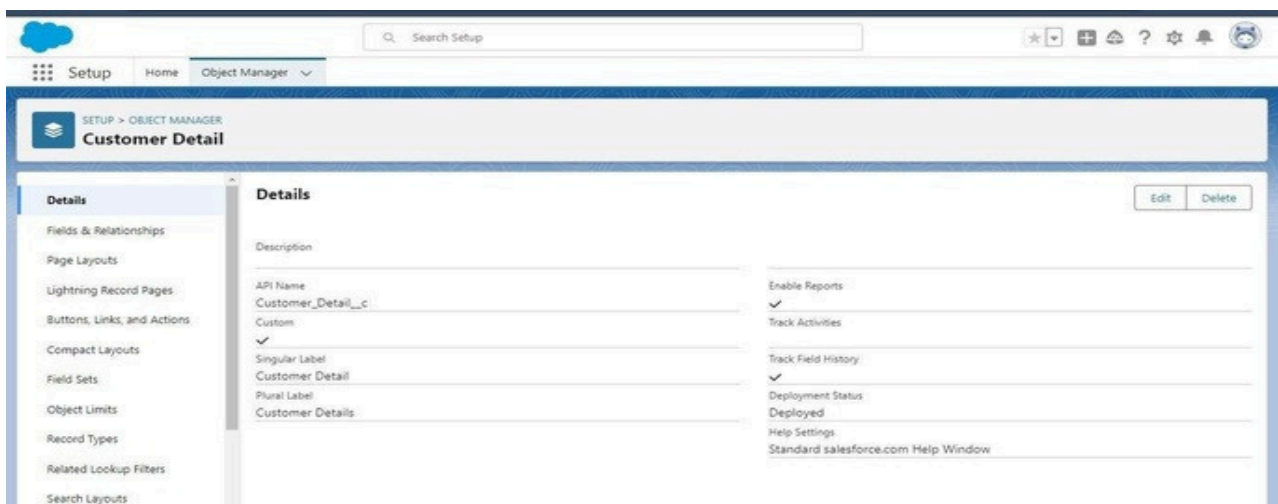 Search Setup
Setup Home Object Manager
SETUP > OBJECT MANAGER
Customer Detail
Details
Fields & Relationships
Page Layouts
Lightning Record Pages
Buttons, Links, and Actions
Compact Layouts
Field Sets
Object Limits
Record Types
Related Lookup Filters
Search Layouts
Details
Edit Delete
Description
API Name
Customer_Detail__c
Custom
Singular Label
Customer Detail
Plural Label
Customer Details
Enable Reports
Track Activities
Track Field History
Deployment Status
Deployed
Help Settings
Standard salesforce.com Help Window